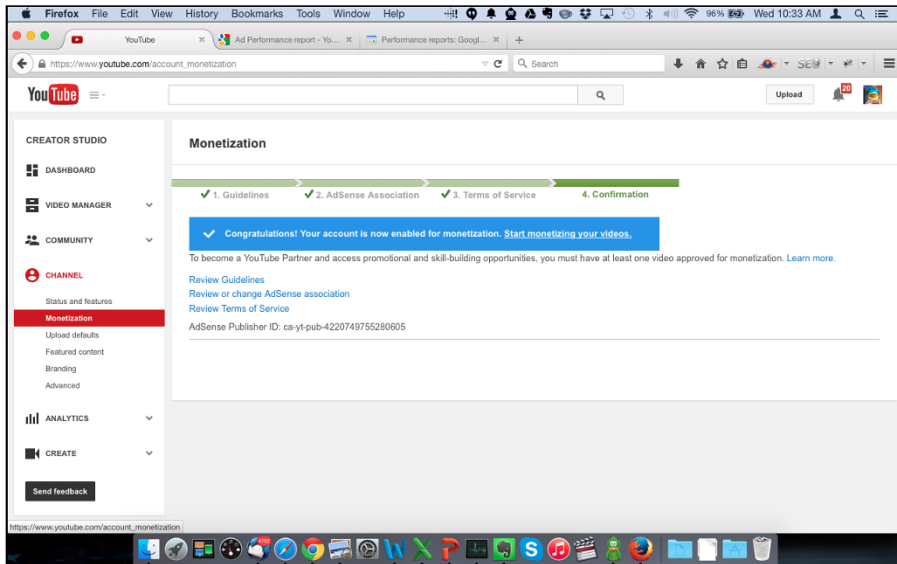 Firefox File Edit View History Bookmarks Tools Window Help 96% Wed 10:33 AM
YouTube Ad Performance report - Yo... Performance reports: Googl...
https://www.youtube.com/account_monetization Search
YouTube Upload 20
CREATOR STUDIO
DASHBOARD
VIDEO MANAGER
COMMUNITY
CHANNEL
Status and features
Monetization
Upload defaults
Featured content
Branding
Advanced
ANALYTICS
CREATE
Send feedback
Monetization
1. Guidelines 2. AdSense Association 3. Terms of Service 4. Confirmation
Congratulations! Your account is now enabled for monetization. Start monetizing your videos.
To become a YouTube Partner and access promotional and skill-building opportunities, you must have at least one video approved for monetization. Learn more.
Review Guidelines
Review or change AdSense association
Review Terms of Service
AdSense Publisher ID: ca-yt-pub-4220749755280605
https://www.youtube.com/account_monetization